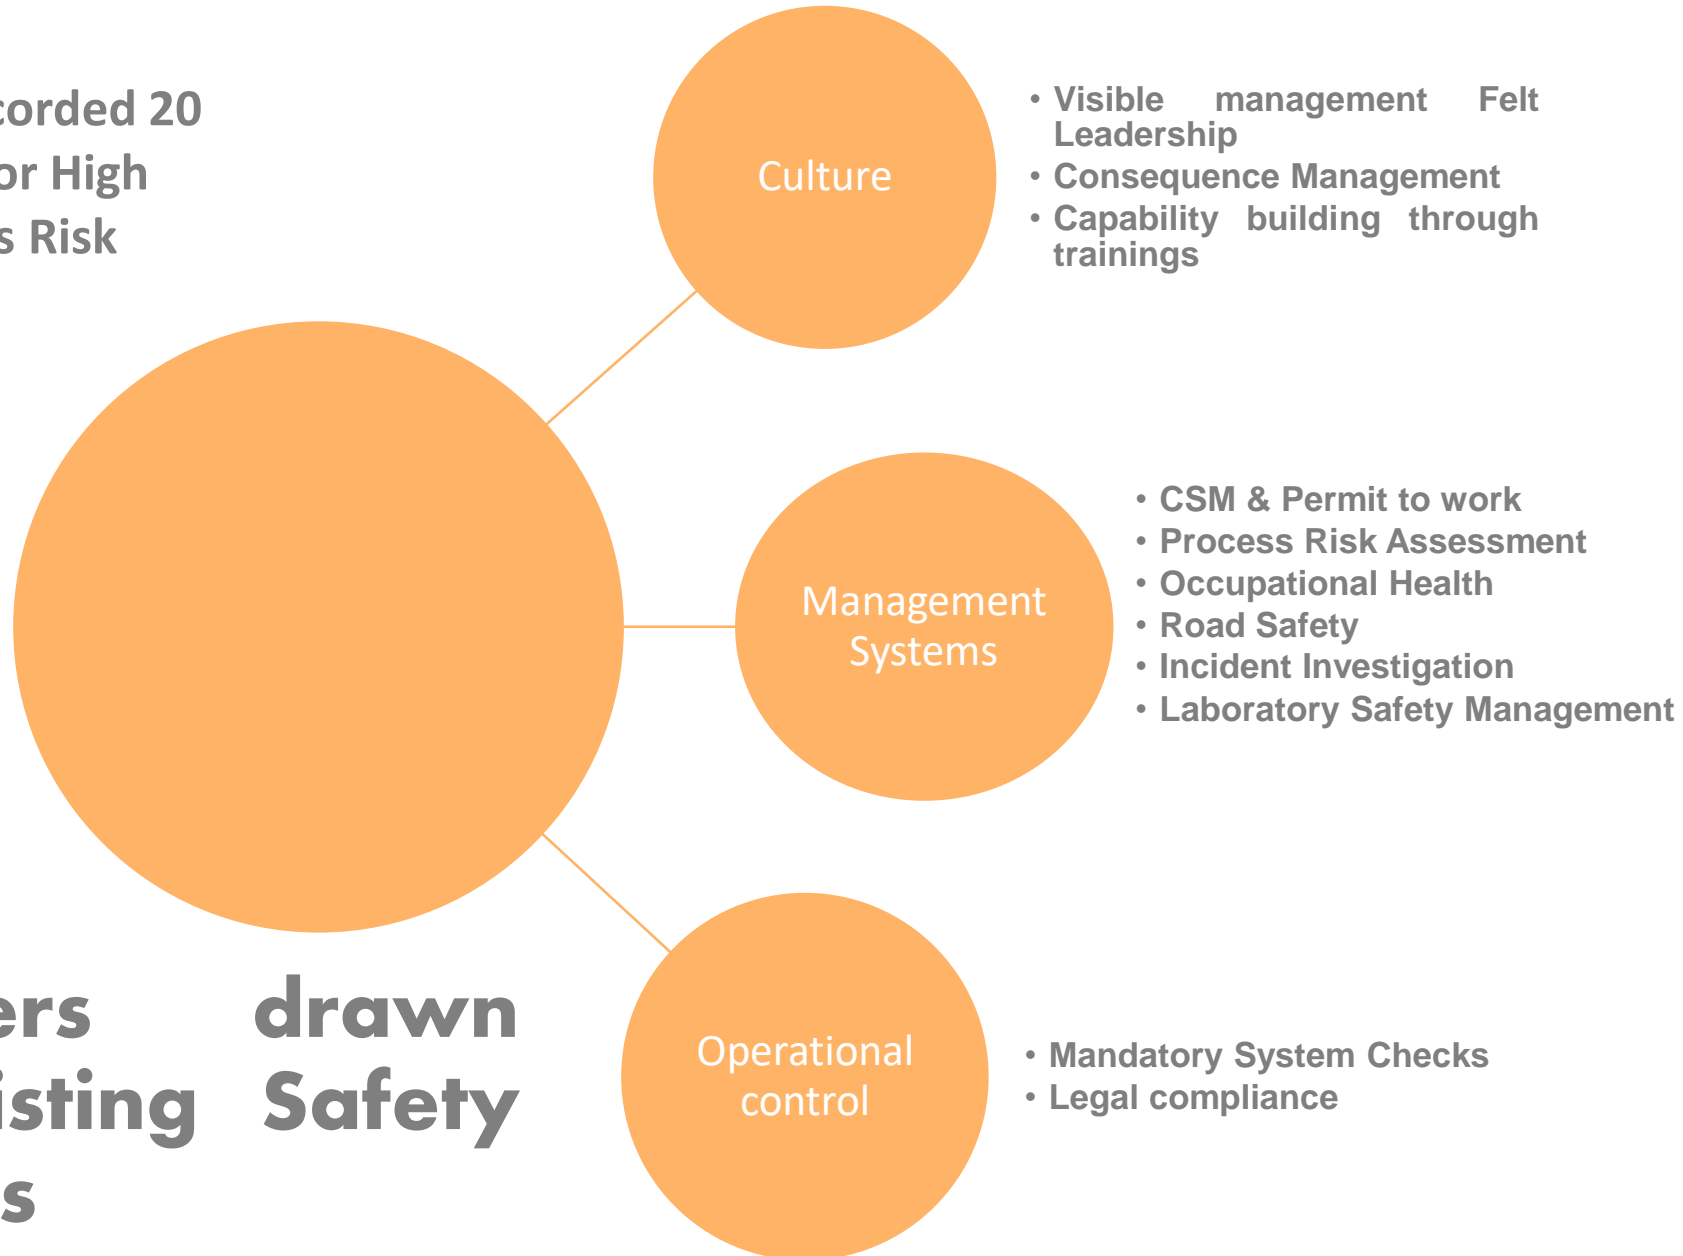 corded 20
or High
s Risk
Culture
• Visible management Felt
Leadership
• Consequence Management
• Capability building through
trainings
Management
Systems
• CSM & Permit to work
• Process Risk Assessment
• Occupational Health
• Road Safety
• Incident Investigation
• Laboratory Safety Management
ers drawn
isting Safety
s
Operational
control
• Mandatory System Checks
• Legal compliance